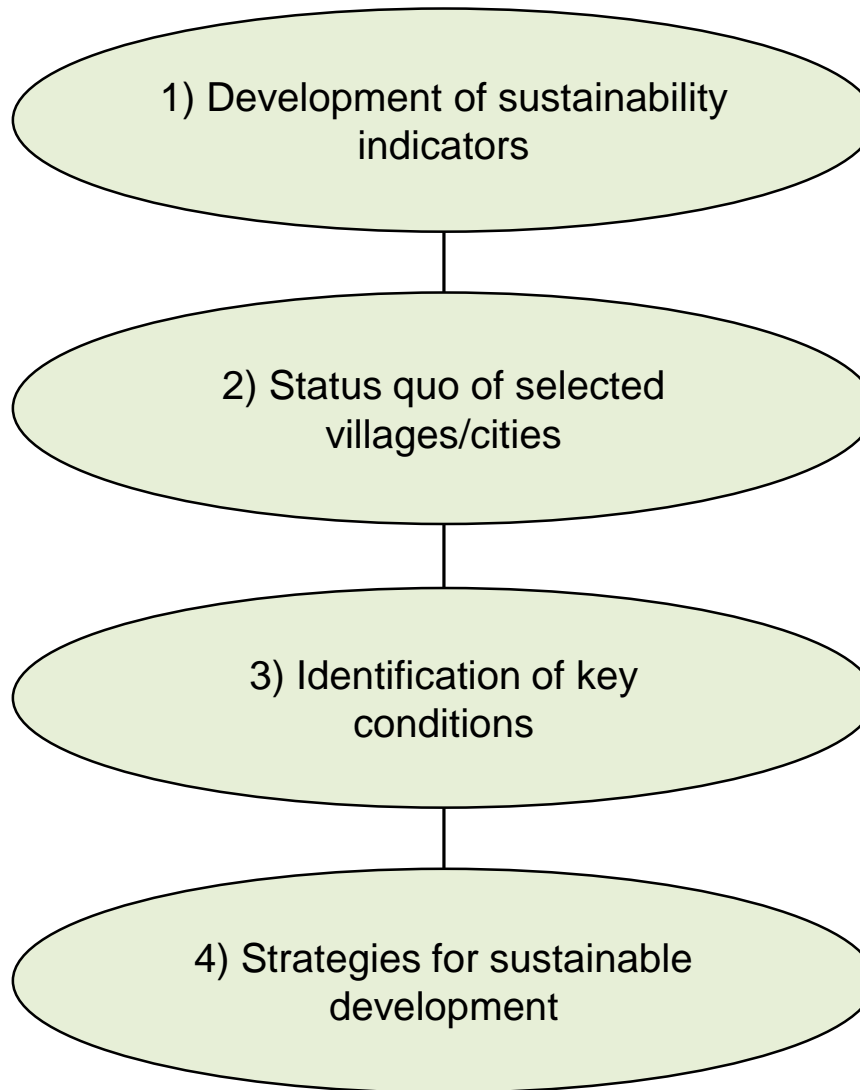 1) Development of sustainability
indicators
2) Status quo of selected
villages/cities
3) Identification of key
conditions
4) Strategies for sustainable
development